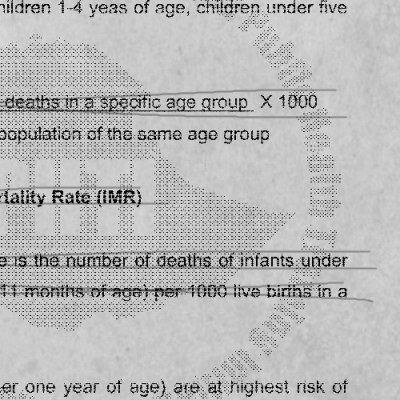 hildren 1-4 yeas of age, children under five
deaths in a specific age group X 1000
population of the same age group
tality Rate (IMR)
e is the number of deaths of infants under
11 months of age) per 1000 live births in a
er one year of age) are at highest risk of